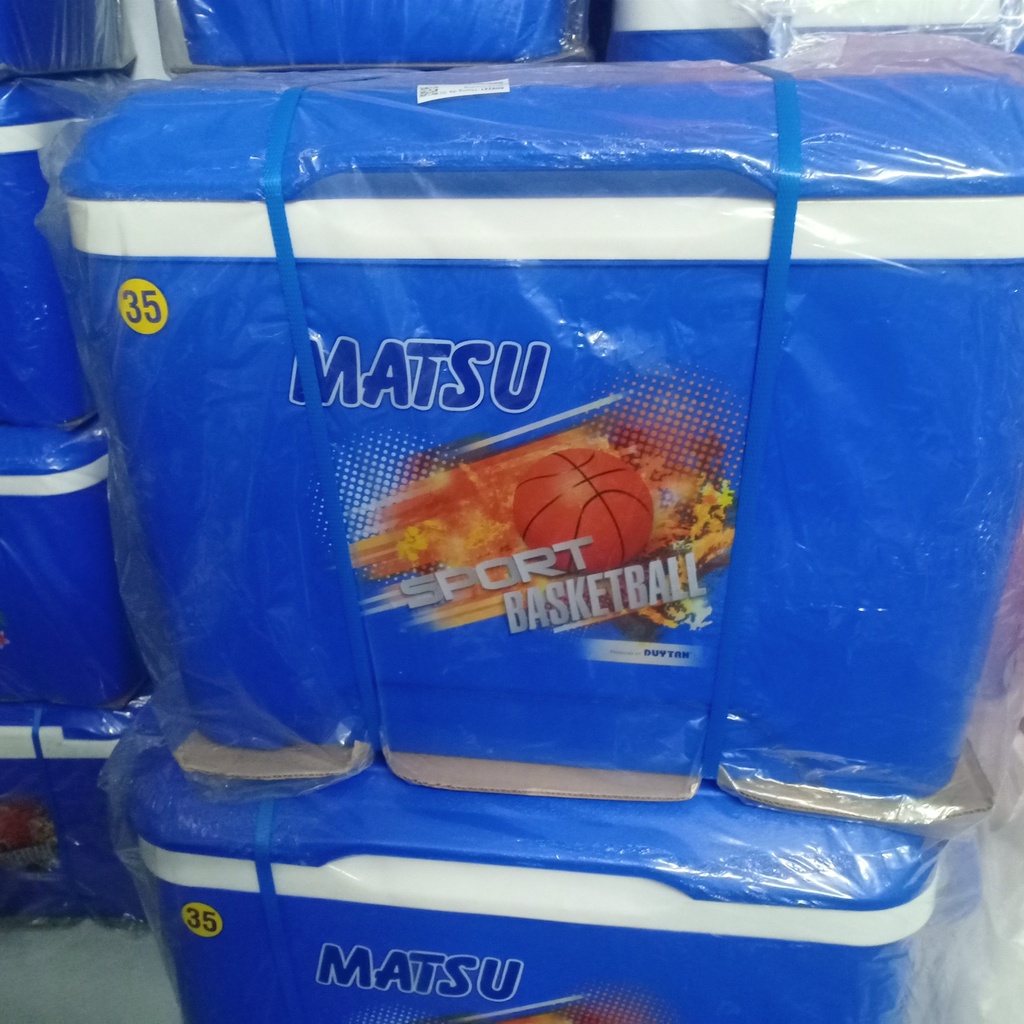 35
MATSU
SPORT
BASKETBALL
DUYTAN
35
MATSU